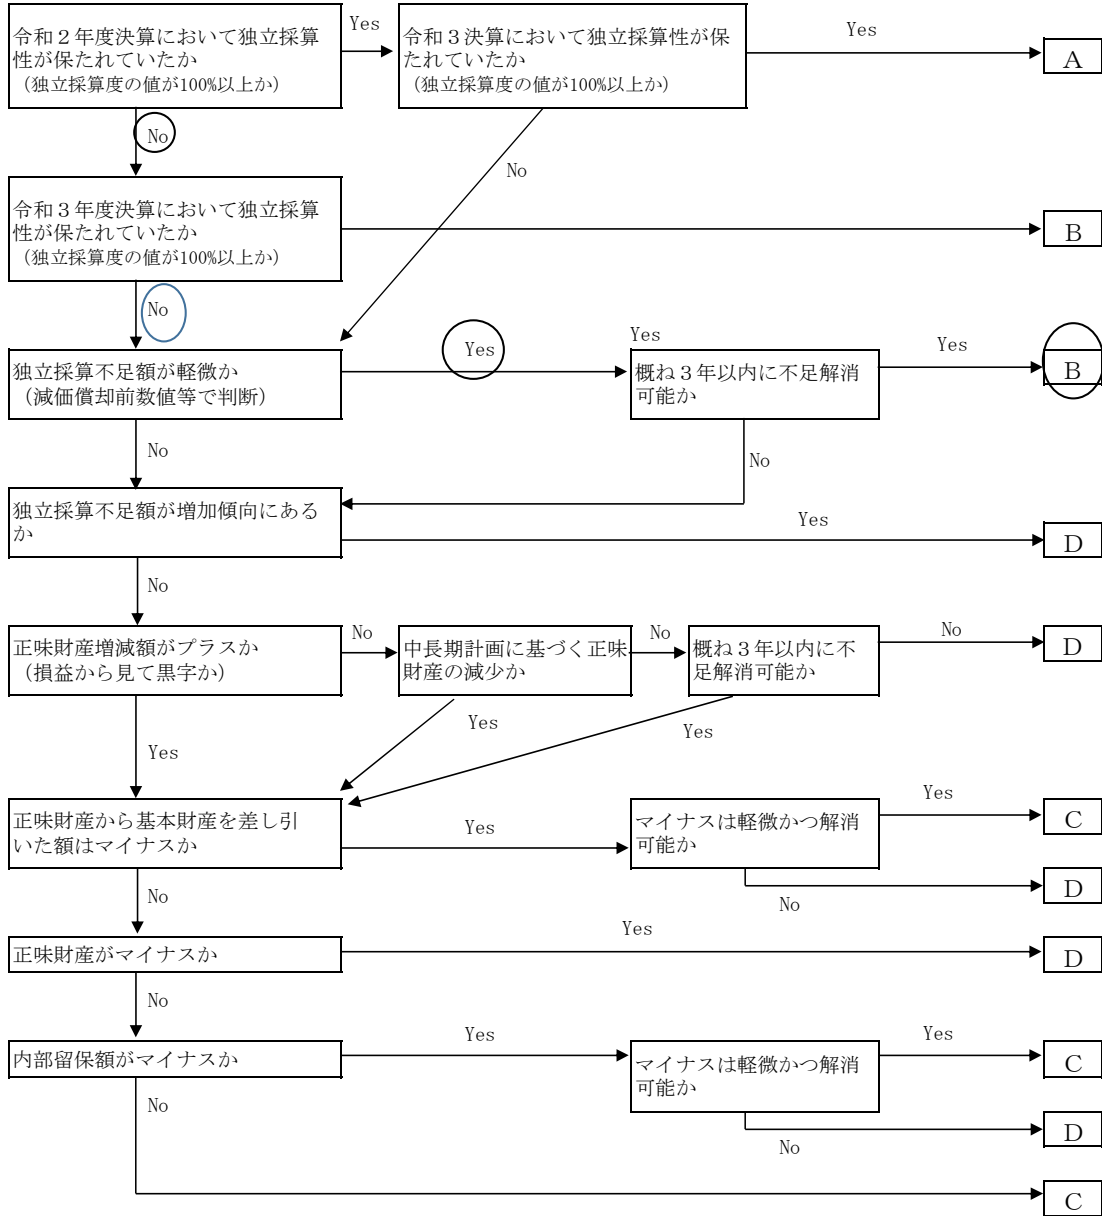 令和２年度決算において独立採算
性が保たれていたか
（独立採算度の値が100%以上か）
Yes
令和３決算において独立採算性が保
たれていたか
（独立採算度の値が100%以上か）
Yes
A
No
No
令和３年度決算において独立採算
性が保たれていたか
（独立採算度の値が100%以上か）
B
No
独立採算不足額が軽微か
（減価償却前数値等で判断）
Yes
Yes
概ね３年以内に不足解消
可能か
Yes
B
No
No
独立採算不足額が増加傾向にある
か
Yes
D
No
正味財産増減額がプラスか
（損益から見て黒字か）
No
中長期計画に基づく正味
財産の減少か
No
概ね３年以内に不
足解消可能か
No
D
Yes
Yes
Yes
正味財産から基本財産を差し引
いた額はマイナスか
Yes
マイナスは軽微かつ解消
可能か
Yes
C
No
No
D
正味財産がマイナスか
Yes
D
No
内部留保額がマイナスか
Yes
マイナスは軽微かつ解消
可能か
Yes
C
No
No
D
C